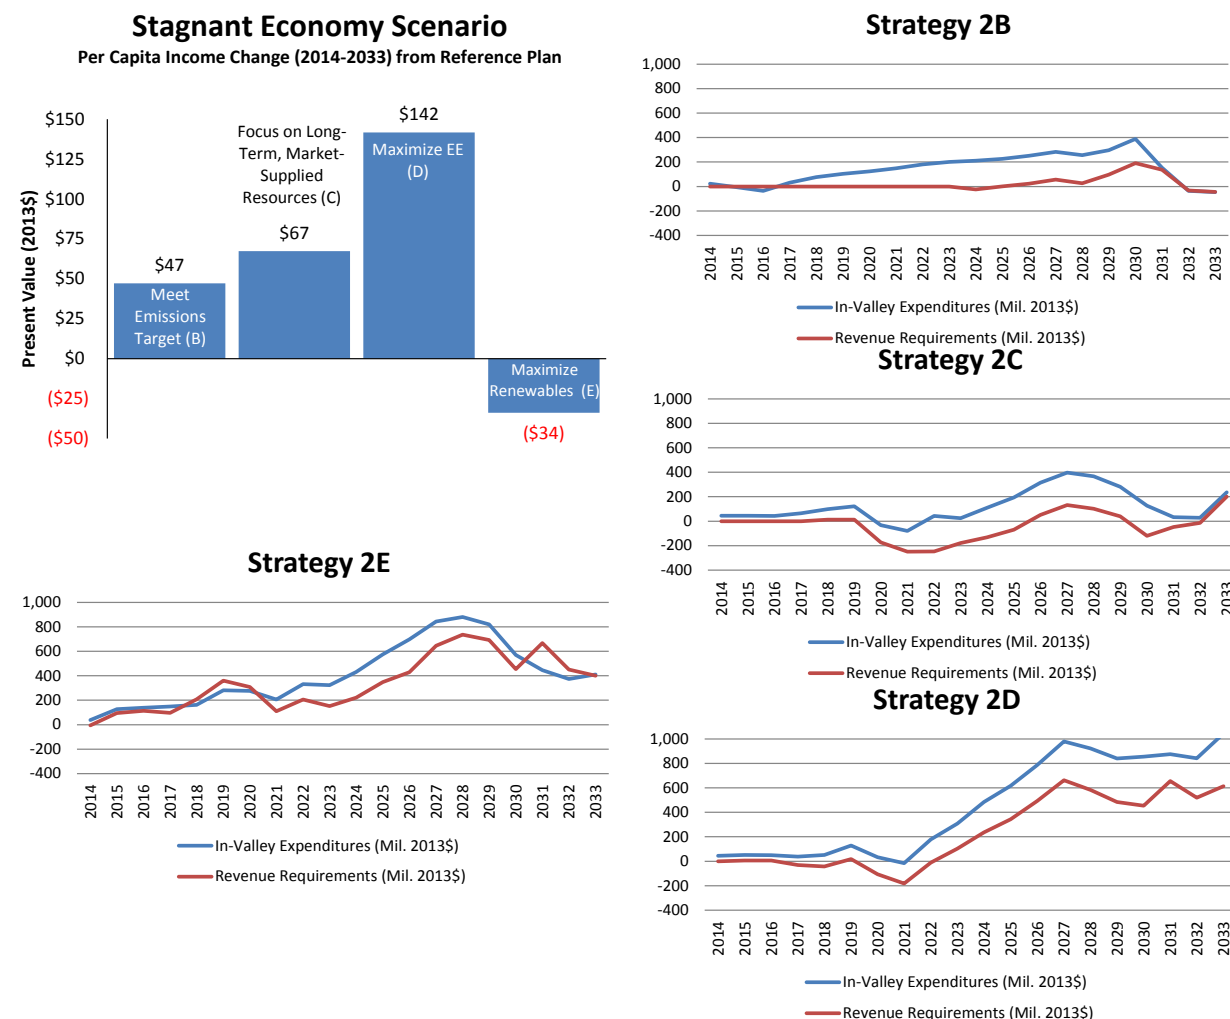 Stagnant Economy Scenario
Per Capita Income Change (2014-2033) from Reference Plan
Present Value (2013$)
$150
$125
$100
$75
$50
$25
$0
($25)
($50)
$47
Meet
Emissions
Target (B)
Focus on Long-
Term, Market-
Supplied
Resources (C)
$67
$142
Maximize EE
(D)
Maximize
Renewables (E)
($34)
Strategy 2B
1,000
800
600
400
200
0
-200
-400
2014 2015 2016 2017 2018 2019 2020 2021 2022 2023 2024 2025 2026 2027 2028 2029 2030 2031 2032 2033
In-Valley Expenditures (Mil. 2013$)
Revenue Requirements (Mil. 2013$)
Strategy 2C
1,000
800
600
400
200
0
-200
-400
2014 2015 2016 2017 2018 2019 2020 2021 2022 2023 2024 2025 2026 2027 2028 2029 2030 2031 2032 2033
In-Valley Expenditures (Mil. 2013$)
Revenue Requirements (Mil. 2013$)
Strategy 2E
1,000
800
600
400
200
0
-200
-400
2014 2015 2016 2017 2018 2019 2020 2021 2022 2023 2024 2025 2026 2027 2028 2029 2030 2031 2032 2033
In-Valley Expenditures (Mil. 2013$)
Revenue Requirements (Mil. 2013$)
Strategy 2D
1,000
800
600
400
200
0
-200
-400
2014 2015 2016 2017 2018 2019 2020 2021 2022 2023 2024 2025 2026 2027 2028 2029 2030 2031 2032 2033
In-Valley Expenditures (Mil. 2013$)
Revenue Requirements (Mil. 2013$)